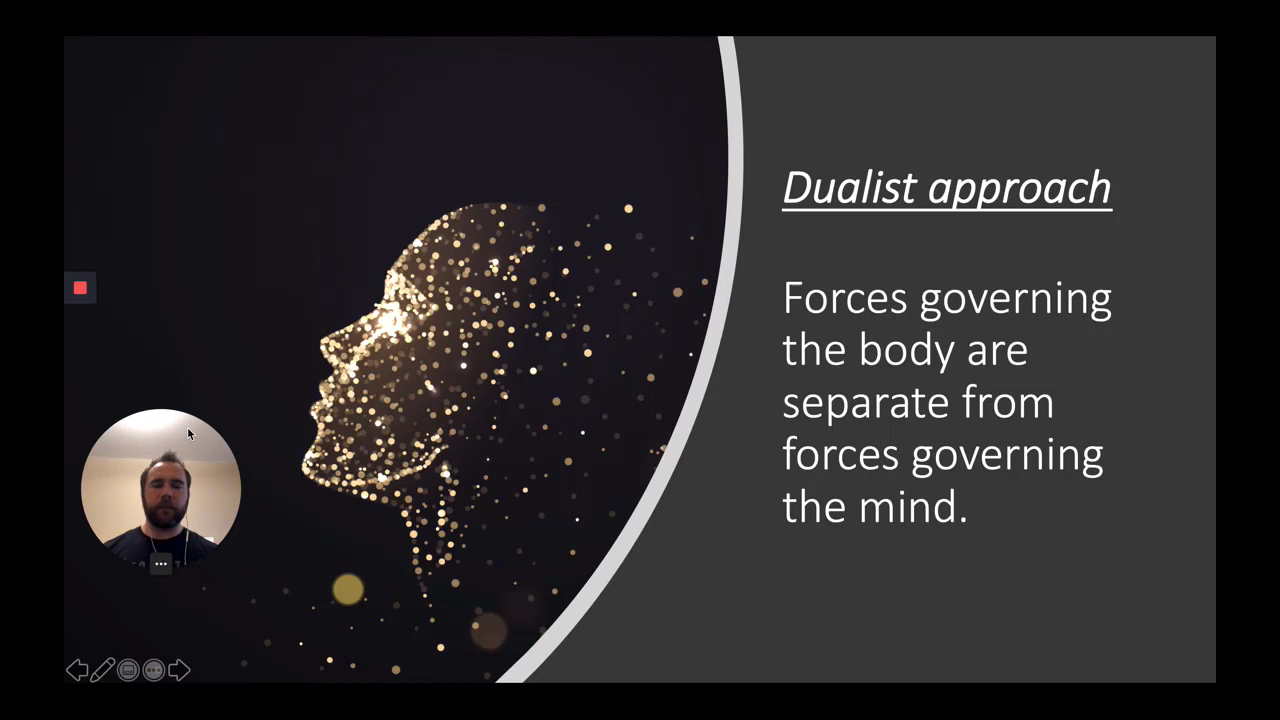 Dualist approach
Forces governing
the body are
separate from
forces governing
the mind.